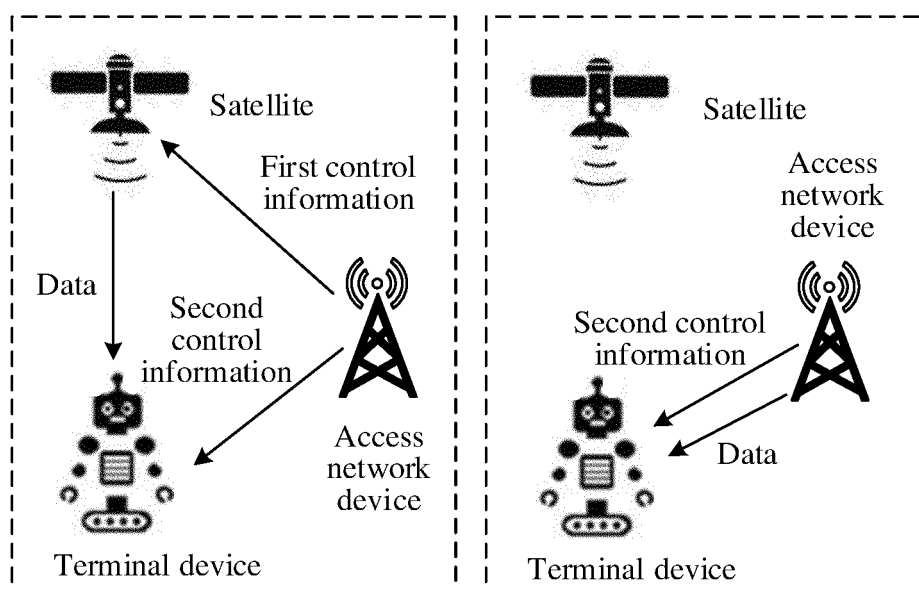 Satellite
First control
information
Data
Second
control
information
Access
network
device
Terminal device
Satellite
Access
network
device
Second control
information
Data
Terminal device